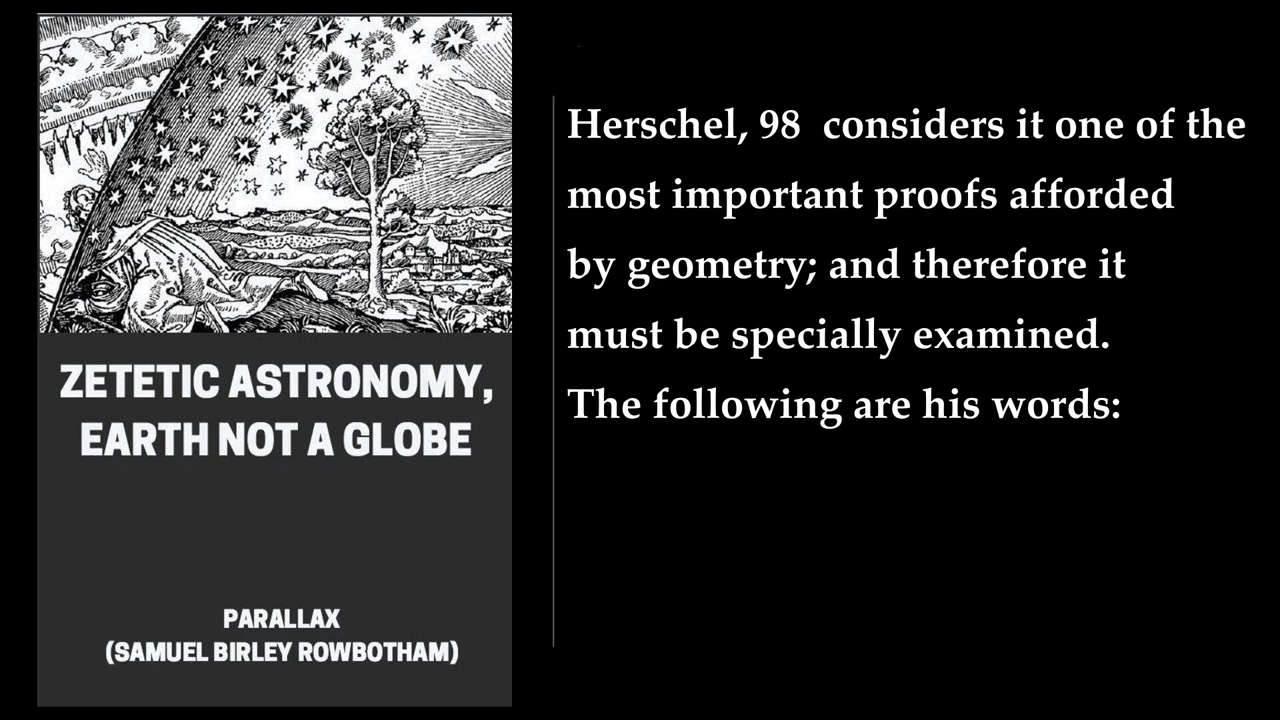 ZETETIC ASTRONOMY,
EARTH NOT A GLOBE
PARALLAX
(SAMUEL BIRLEY ROWBOTHAM)
Herschel, 98  considers it one of the
most important proofs afforded
by geometry; and therefore it
must be specially examined.
The following are his words: